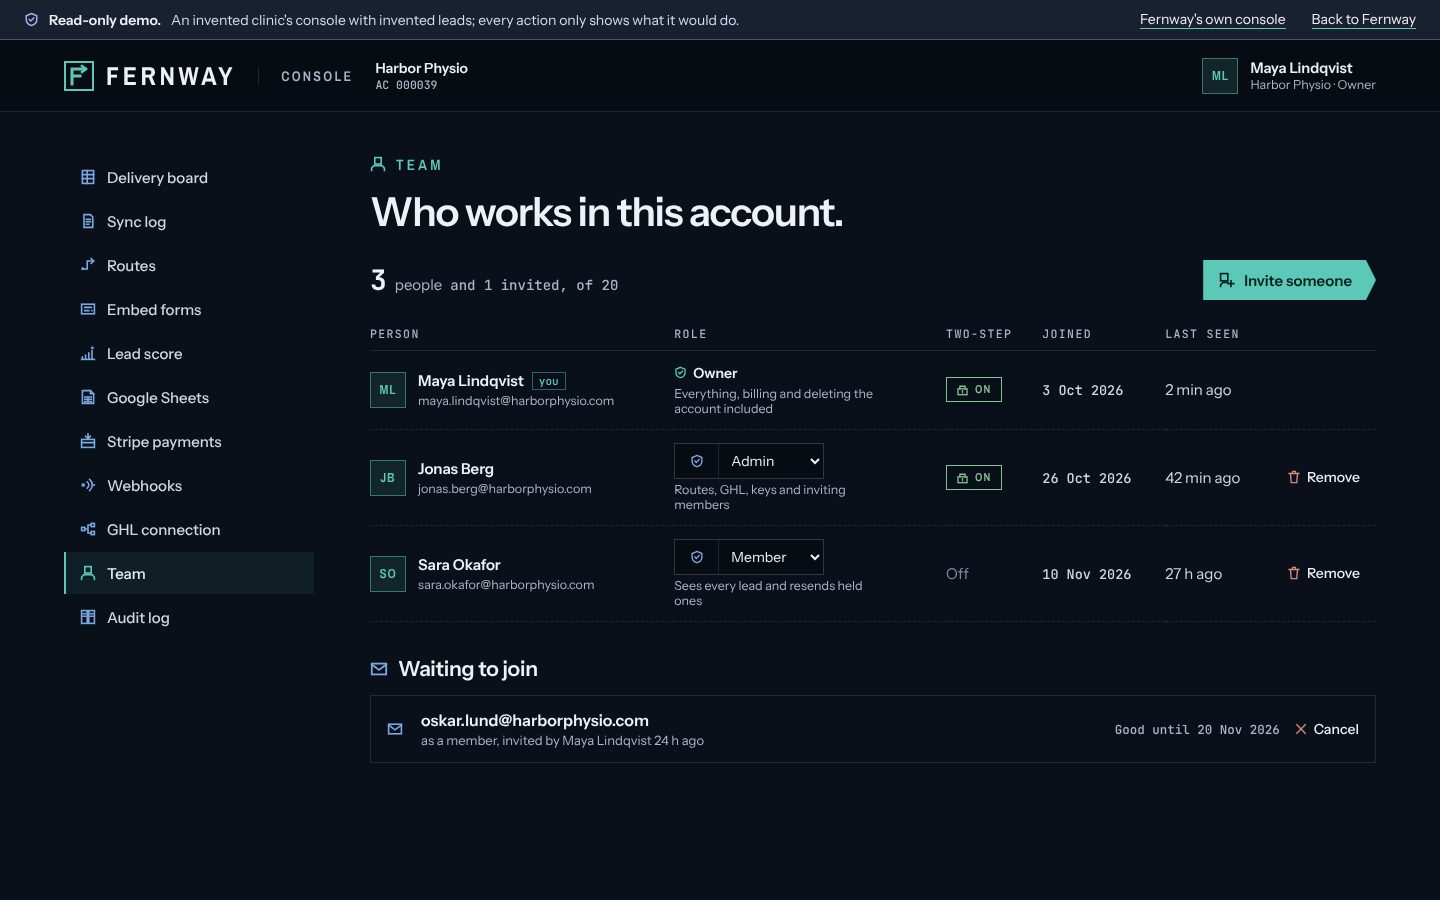 Read-only demo. An invented clinic's console with invented leads; every action only shows what it would do.
Fernway's own console
Back to Fernway
FERNWAY
CONSOLE
Harbor Physio
AC 000039
ML
Maya Lindqvist
Harbor Physio · Owner
Delivery board
Sync log
Routes
Embed forms
Lead score
Google Sheets
Stripe payments
Webhooks
GHL connection
Team
Audit log
TEAM
Who works in this account.
3 people and 1 invited, of 20
Invite someone
PERSON ROLE TWO-STEP JOINED LAST SEEN
ML
Maya Lindqvist you
maya.lindqvist@harborphysio.com
Owner
Everything, billing and deleting the
account included
ON
3 Oct 2026
2 min ago
JB
Jonas Berg
jonas.berg@harborphysio.com
Admin
Routes, GHL, keys and inviting
members
ON
26 Oct 2026
42 min ago
Remove
SO
Sara Okafor
sara.okafor@harborphysio.com
Member
Sees every lead and resends held
ones
Off
10 Nov 2026
27 h ago
Remove
Waiting to join
oskar.lund@harborphysio.com
as a member, invited by Maya Lindqvist 24 h ago
Good until 20 Nov 2026
Cancel